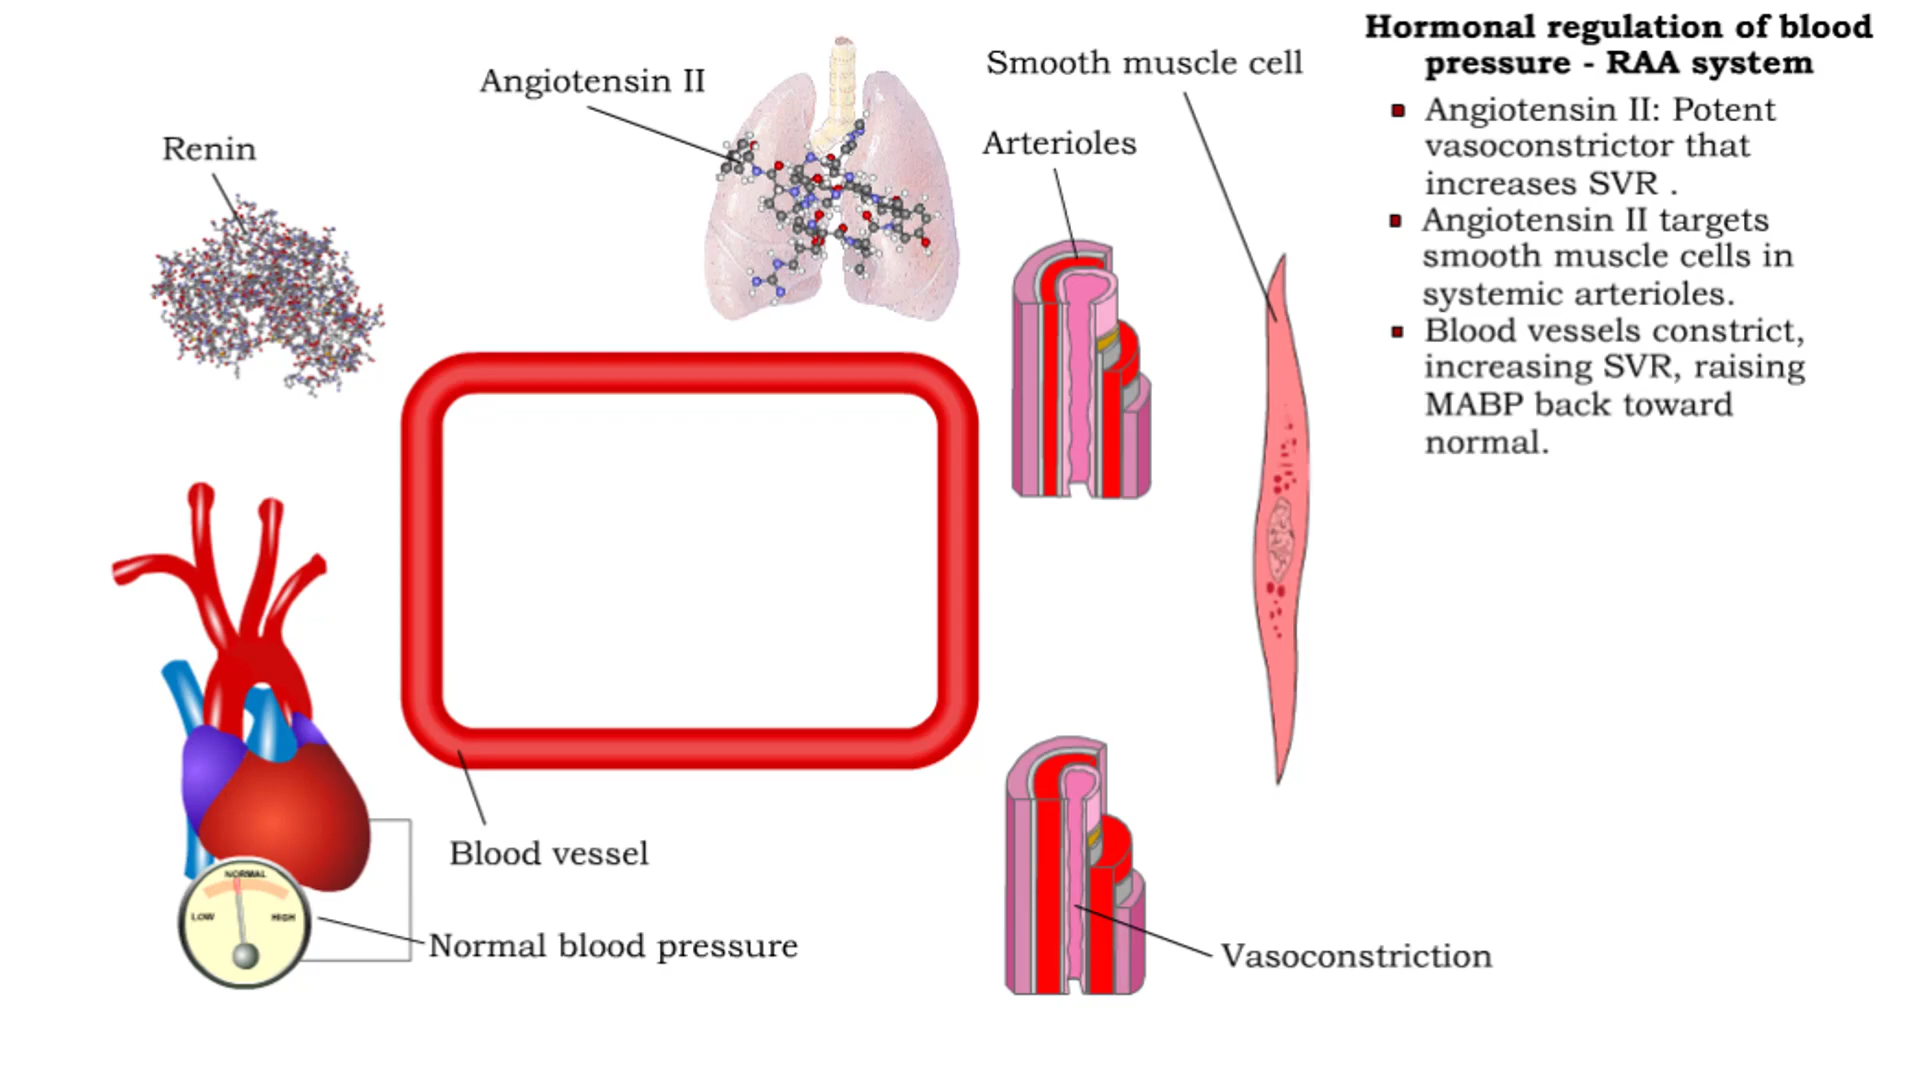 Hormonal regulation of blood
pressure - RAA system
Angiotensin II: Potent
vasoconstrictor that
increases SVR .
Angiotensin II targets
smooth muscle cells in
systemic arterioles.
Blood vessels constrict,
increasing SVR, raising
MABP back toward
normal.
Renin
Angiotensin II
Smooth muscle cell
Arterioles
Blood vessel
NORMAL
LOW
HIGH
Normal blood pressure
Vasoconstriction